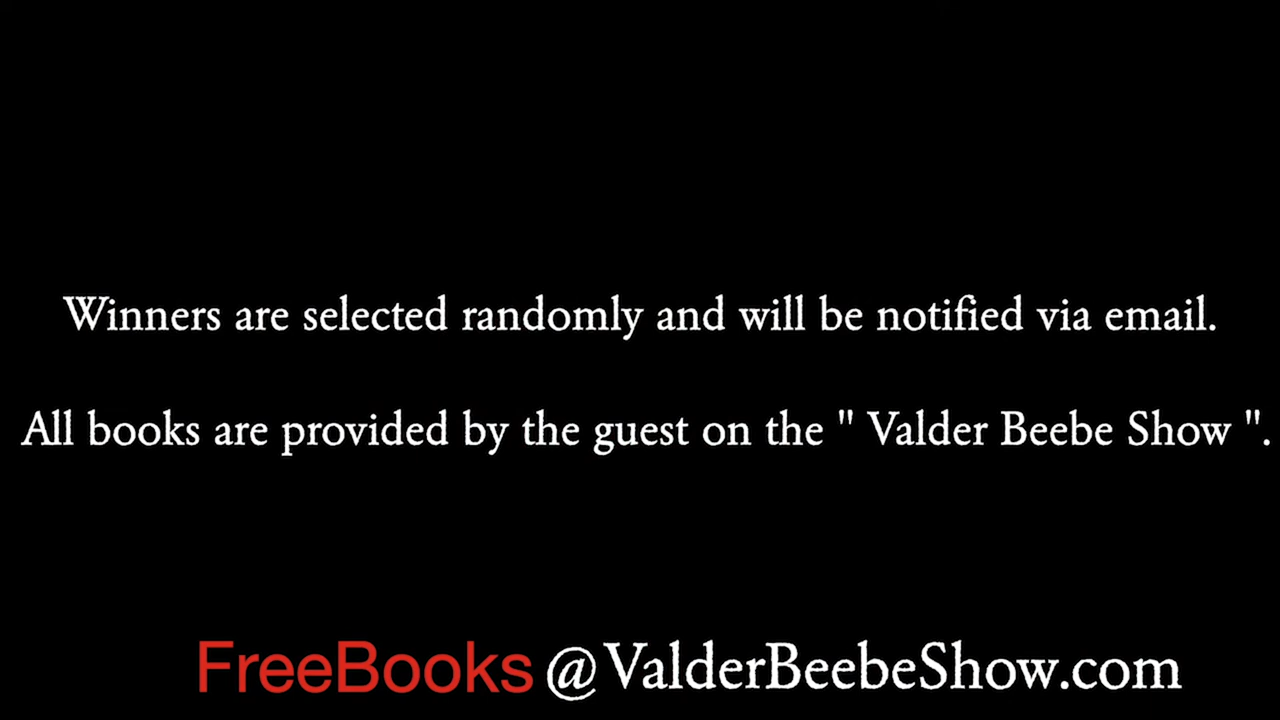 Winners are selected randomly and will be notified via email.
All books are provided by the guest on the " Valder Beebe Show ".
FreeBooks@ValderBeebeShow.com